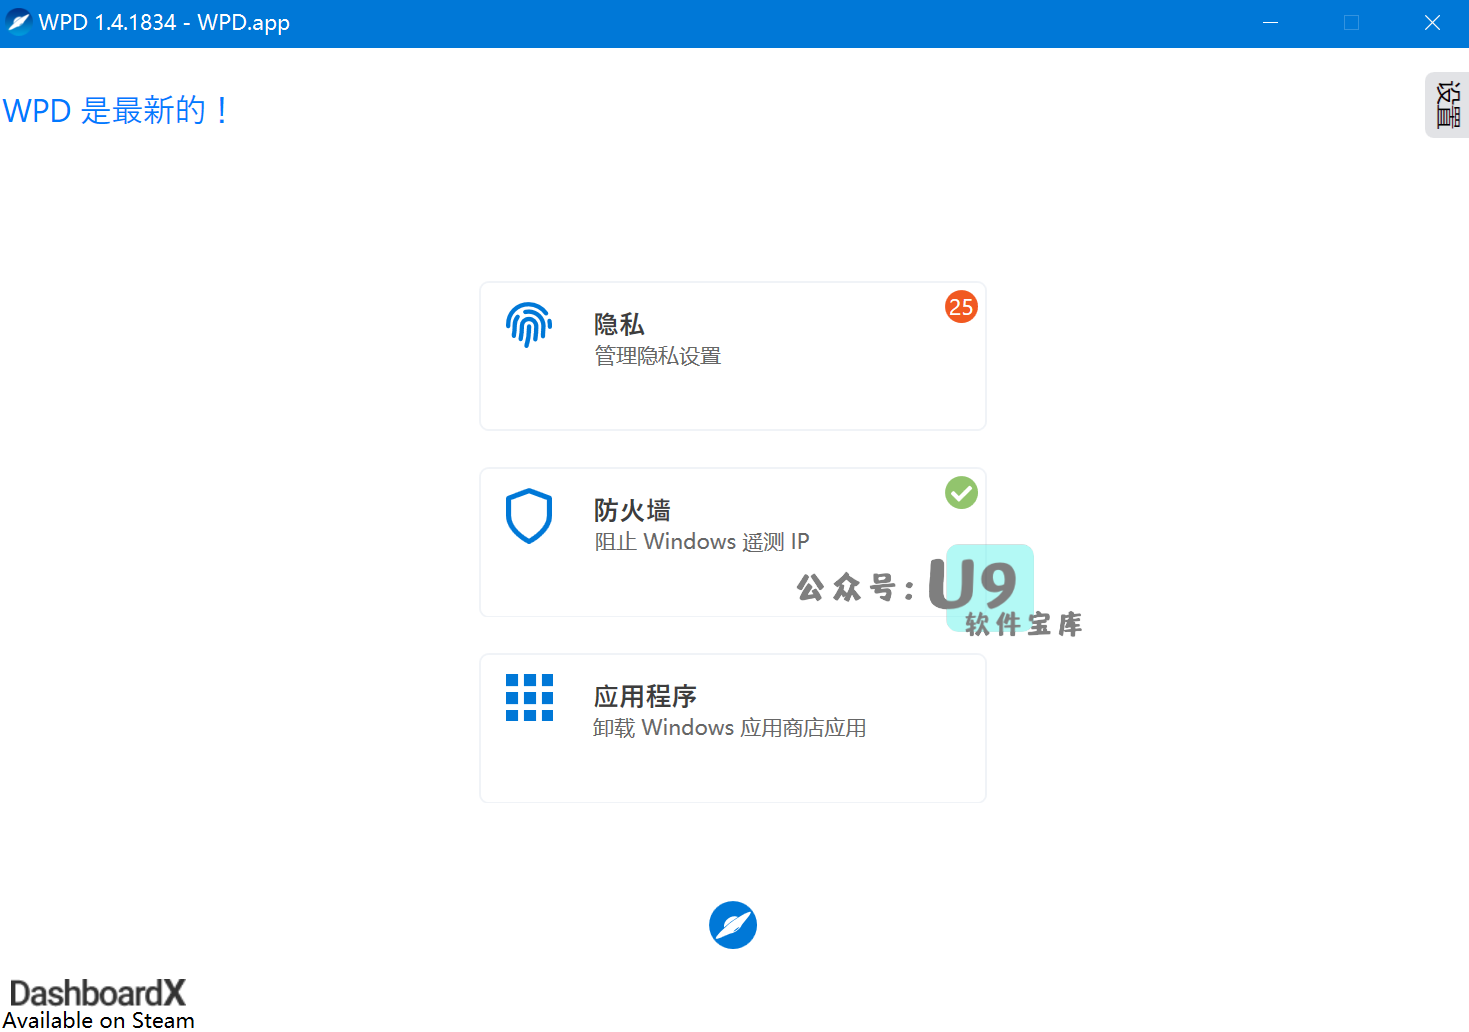 WPD 1.4.1834 - WPD.app
WPD 是最新的！
设置
隐私
25
管理隐私设置
防火墙
阻止 Windows 遥测 IP
公众号：U9
软件宝库
应用程序
卸载 Windows 应用商店应用
DashboardX
Available on Steam